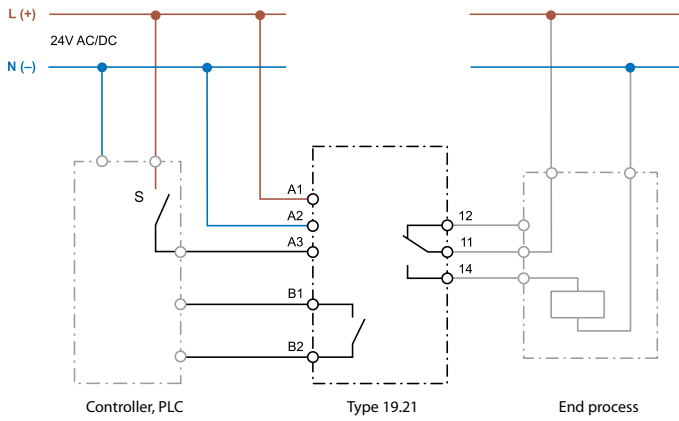 L (+)
24V AC/DC
N (–)
S
A1
A2
A3
B1
B2
12
11
14
Controller, PLC
Type 19.21
End process